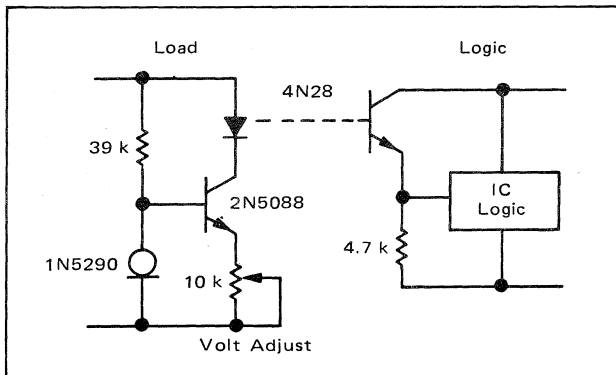 Load
Logic
4N28
39 k
2N5088
IC
Logic
4.7 k
1N5290
10 k
Volt Adjust